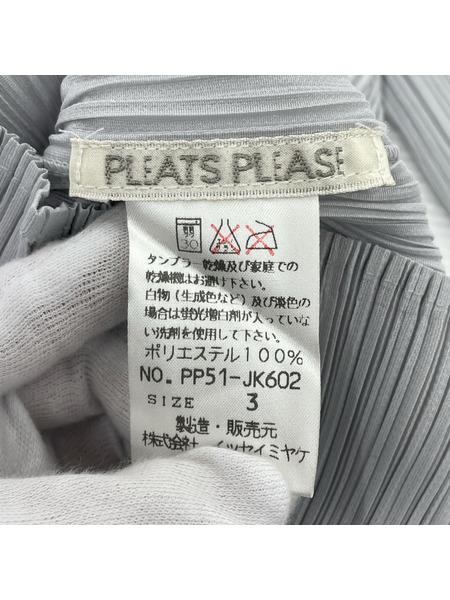 PLEATS PLEASE
弱
30
タンブラー乾燥及び家庭での
乾燥機はお避け下さい。
白物（生成色など）及び淡色の
場合は蛍光増白剤が入っていな
い洗剤を使用して下さい。
ポリエステル100%
NO. PP51-JK602
SIZE 3
製造・販売元
株式会社 イッセイミヤケ